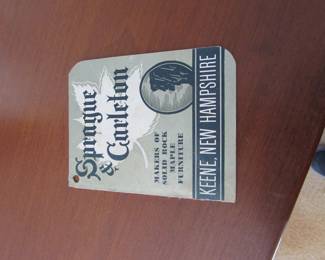 Sprague
& Carleton
MAKERS OF
SOLID ROCK
MAPLE
FURNITURE
KEENE, NEW HAMPSHIRE